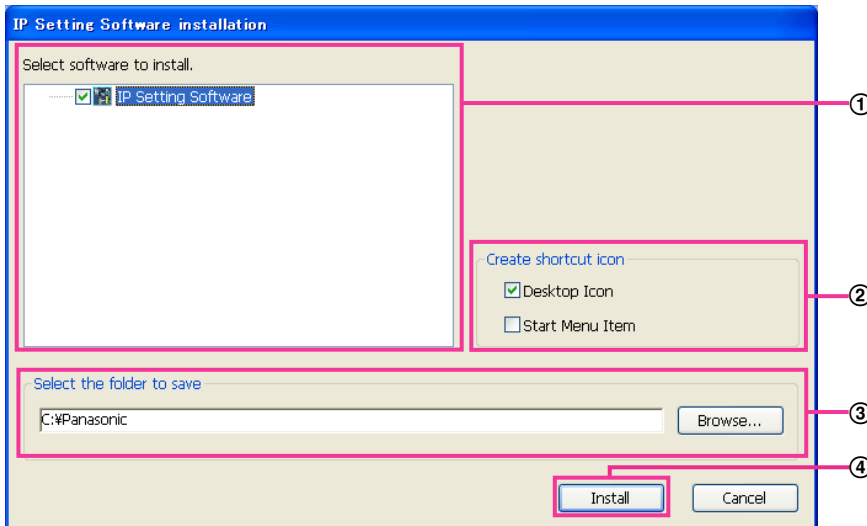 IP Setting Software installation
Select software to install.
IP Setting Software
①
Create shortcut icon
Desktop Icon
②
Start Menu Item
Select the folder to save
C:¥Panasonic
Browse...
③
④
Install
Cancel